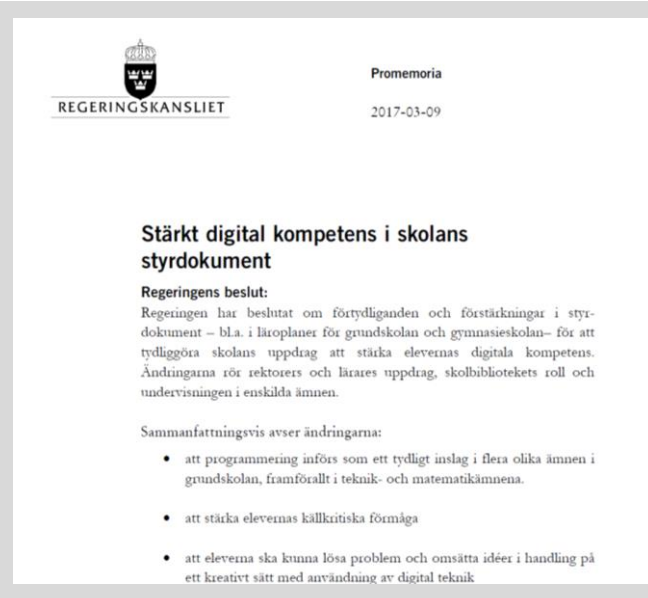 Promemoria
REGERINGSKANSLIET
2017-03-09
Stärkt digital kompetens i skolans
styrdokument
Regeringens beslut:
Regeringen har beslutat om förtydliganden och förstärkningar i styr-
dokument – bl.a. i läroplaner för grundskolan och gymnasieskolan– för att
tydliggöra skolans uppdrag att stärka elevernas digitala kompetens.
Ändringarna rör rektorers och lärares uppdrag, skolbibliotekets roll och
undervisningen i enskilda ämnen.
Sammanfattningsvis avser ändringarna:
• att programmering införs som ett tydligt inslag i flera olika ämnen i
grundskolan, framförallt i teknik- och matematikämnena.
• att stärka elevernas källkritiska förmåga
• att eleverna ska kunna lösa problem och omsätta idéer i handling på
ett kreativt sätt med användning av digital teknik